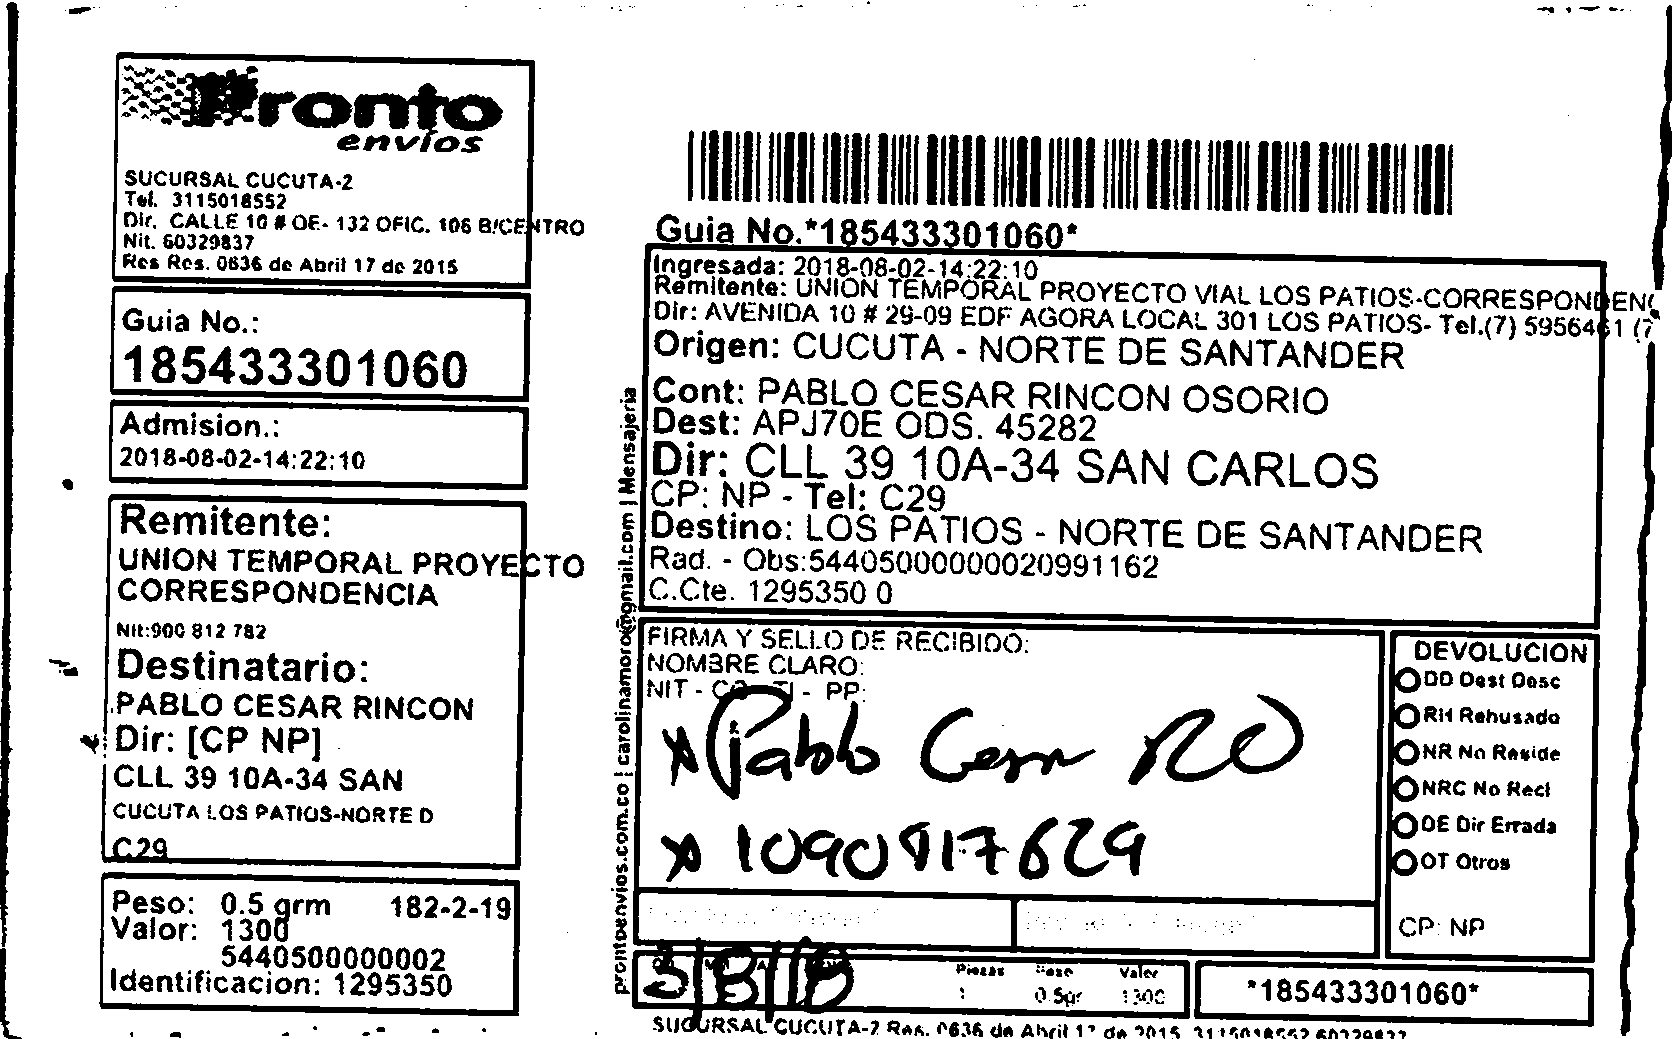 Pronto
envíos
SUCURSAL CUCUTA-2
Tel. 3115018552
Dir. CALLE 10 # OE- 132 OFIC. 106 B/CENTRO
Nit. 60329837
Res Res. 0636 de Abril 17 de 2015
Guia No.:
185433301060
Admision.:
2018-08-02-14:22:10
Remitente:
UNION TEMPORAL PROYECTO
CORRESPONDENCIA
Nit:900 812 782
Destinatario:
PABLO CESAR RINCON
Dir: [CP NP]
CLL 39 10A-34 SAN
CUCUTA LOS PATIOS-NORTE D
C29
Peso: 0.5 grm 182-2-19
Valor: 1300
5440500000002
Identificacion: 1295350
prontoenvios.com.co | carolinamoro@gmail.com | Mensajeria
Guia No.*185433301060*
Ingresada: 2018-08-02-14:22:10
Remitente: UNION TEMPORAL PROYECTO VIAL LOS PATIOS-CORRESPONDENC
Dir: AVENIDA 10 # 29-09 EDF AGORA LOCAL 301 LOS PATIOS- Tel.(7) 5956461 (7
Origen: CUCUTA - NORTE DE SANTANDER
Cont: PABLO CESAR RINCON OSORIO
Dest: APJ70E ODS. 45282
Dir: CLL 39 10A-34 SAN CARLOS
CP: NP - Tel: C29
Destino: LOS PATIOS - NORTE DE SANTANDER
Rad. - Obs:54405000000020991162
C.Cte. 1295350 0
FIRMA Y SELLO DE RECIBIDO:
NOMBRE CLARO:
NIT - CC - TI - PP:
x Pablo Cesar RO
x 1090817629
DEVOLUCION
DD Dest Desc
RH Rehusado
NR No Reside
NRC No Recl
DE Dir Errada
OT Otros
CP: NP
3/8/18
Piezas Peso Valor
1 0.5gr 1300
*185433301060*
SUCURSAL CUCUTA-2 Res. 0636 de Abril 17 de 2015 3115018552 60329837